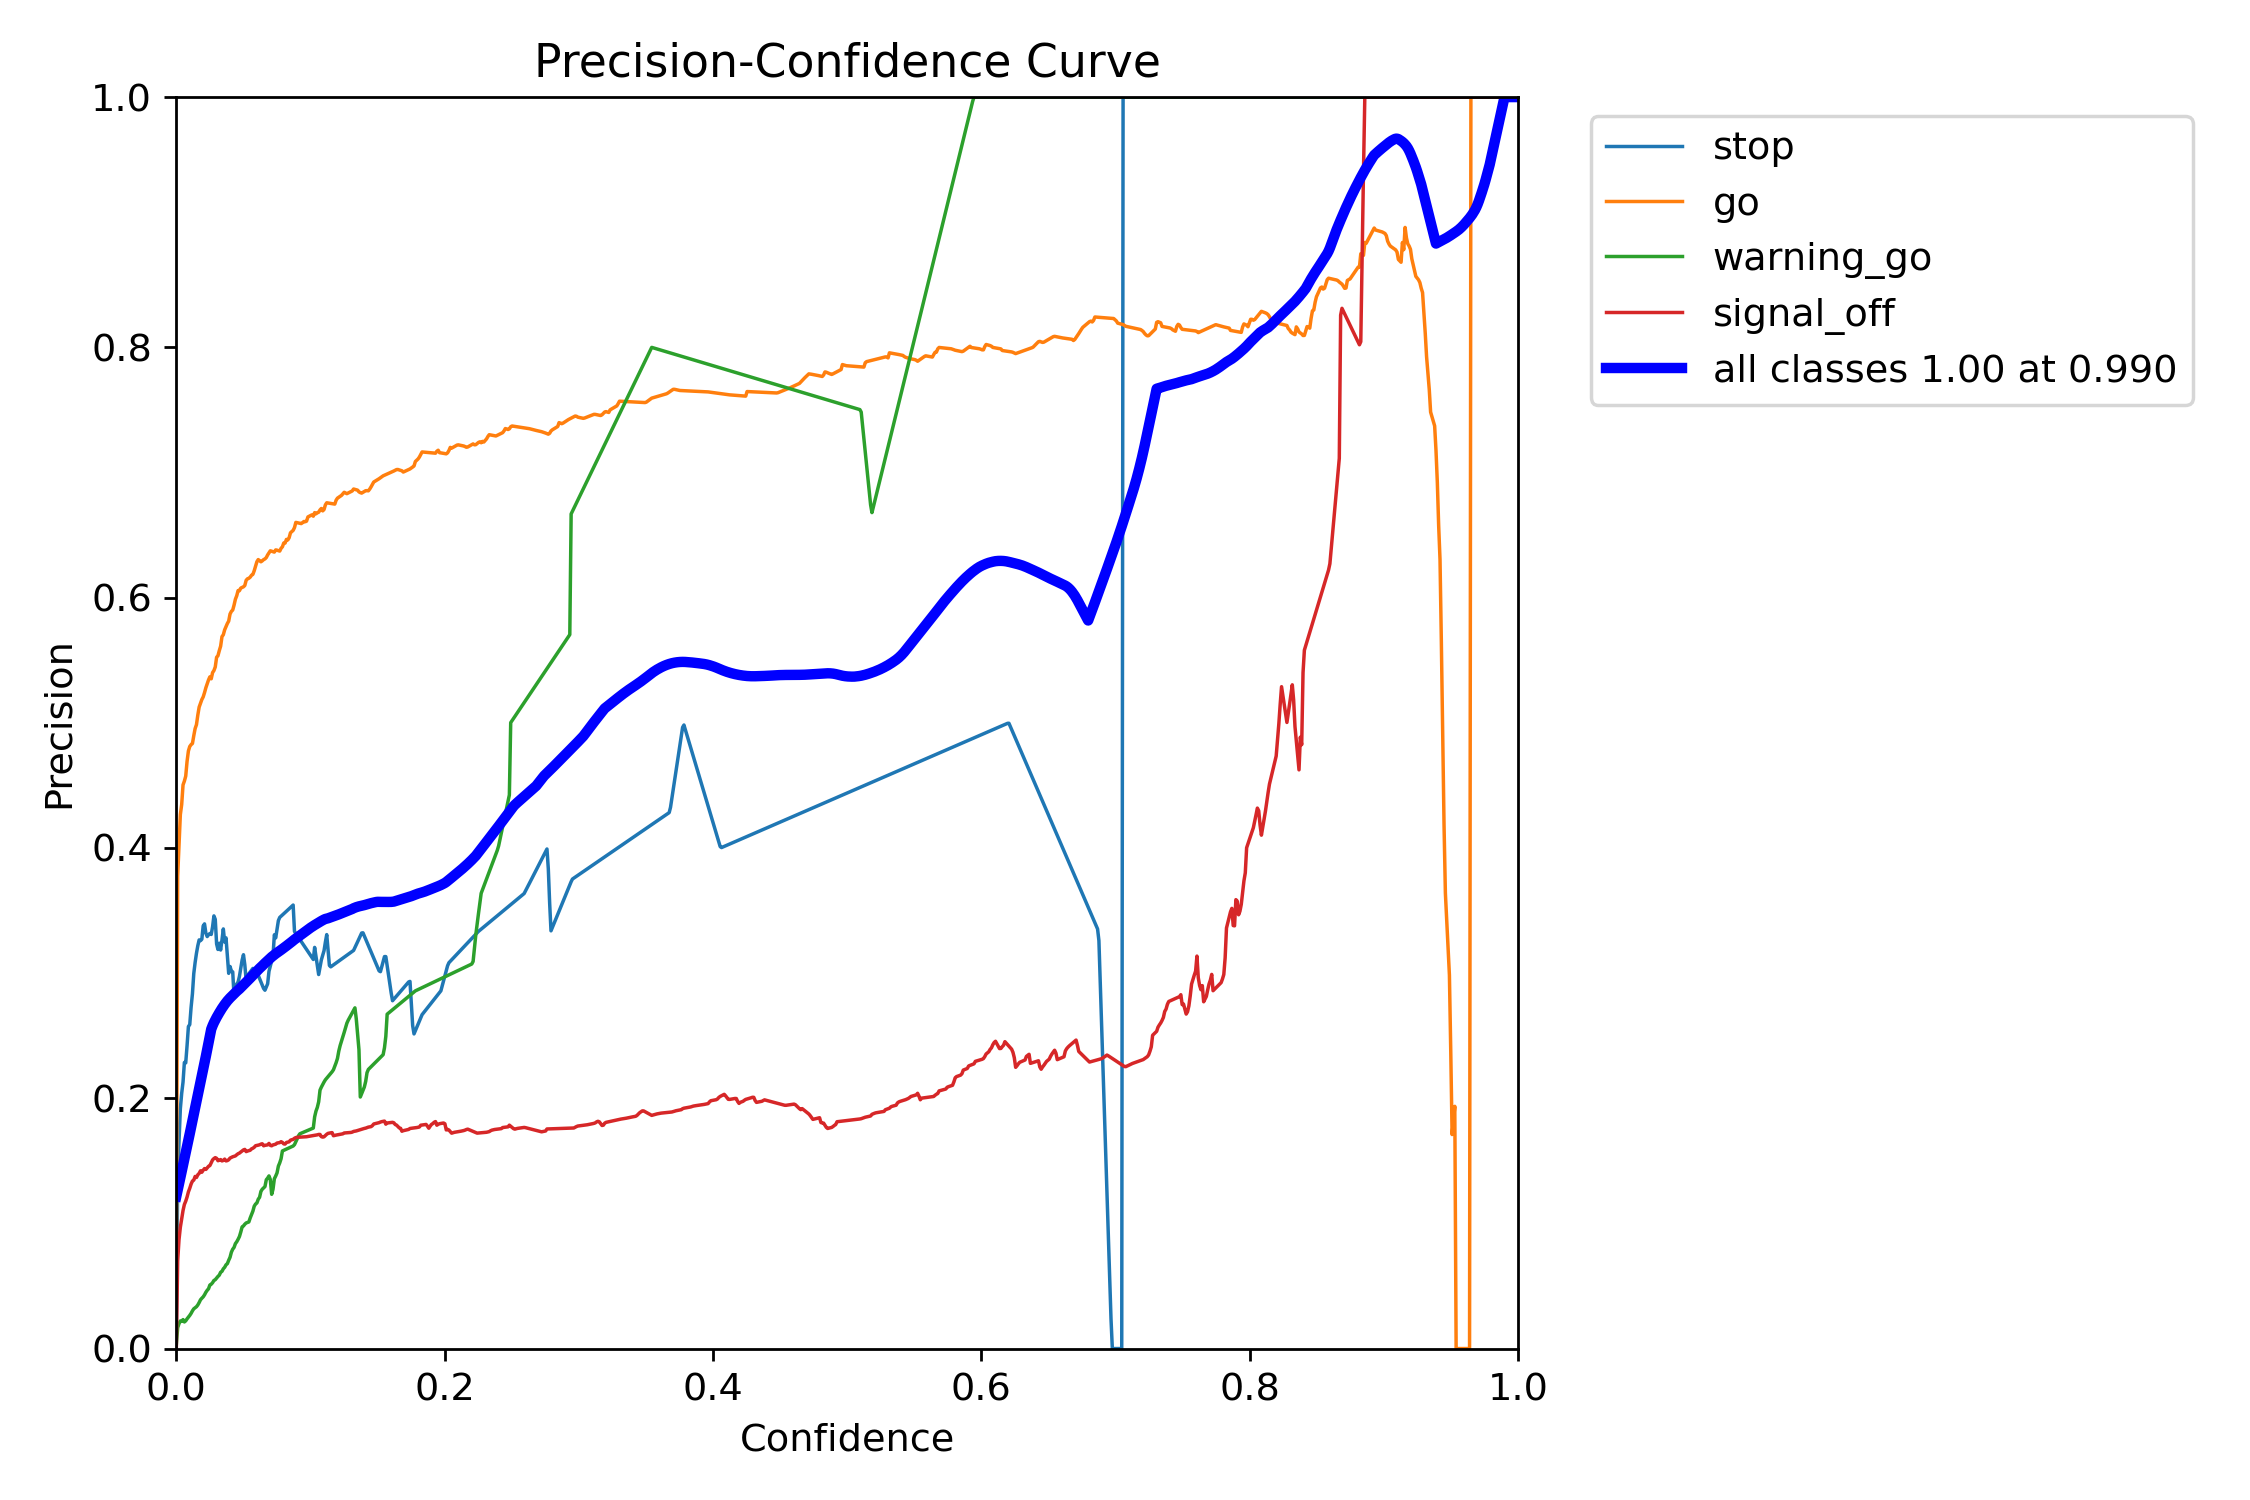 Precision-Confidence Curve
1.0
0.8
0.6
0.4
0.2
0.0
Precision
0.0 0.2 0.4 0.6 0.8 1.0
Confidence
stop
go
warning_go
signal_off
all classes 1.00 at 0.990